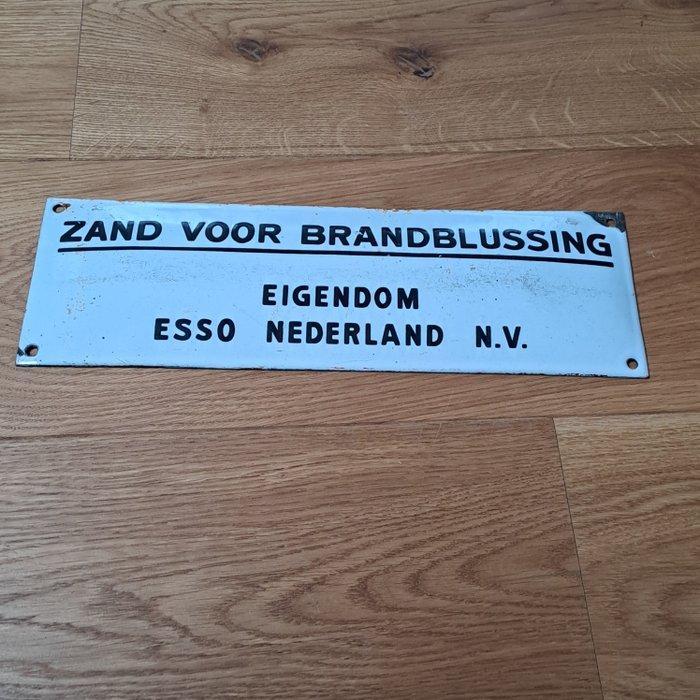 ZAND VOOR BRANDBLUSSING
EIGENDOM
ESSO NEDERLAND N.V.